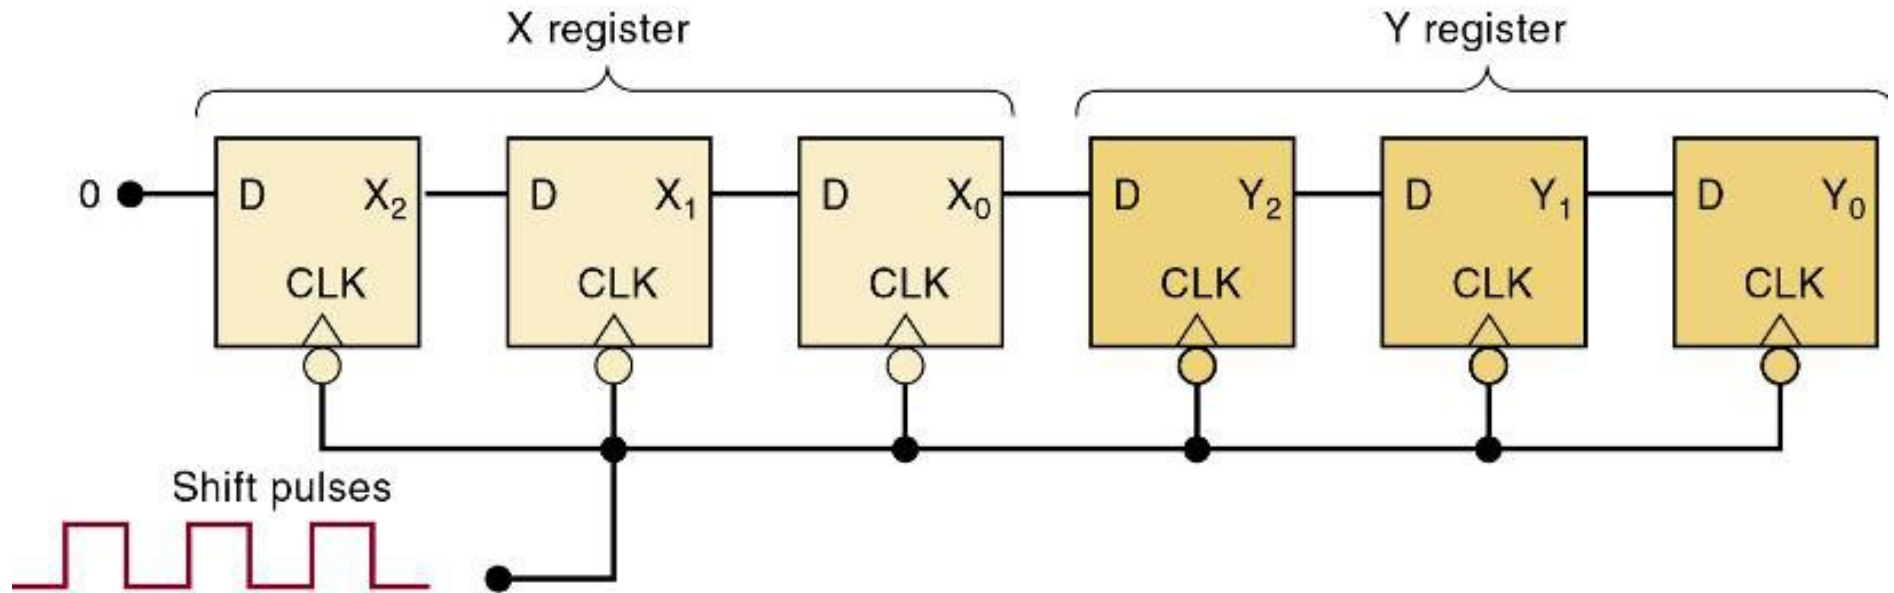 X register
Y register
0
D X₂ D X₁ D X₀ D Y₂ D Y₁ D Y₀
CLK CLK CLK CLK CLK CLK
Shift pulses